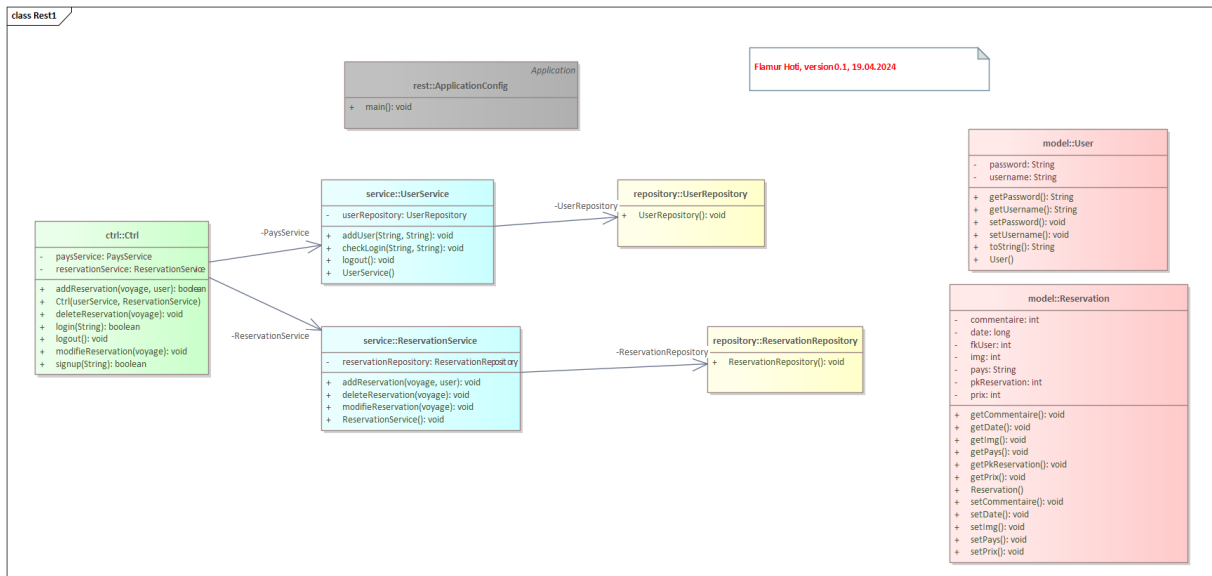 class Rest1
Application
rest::ApplicationConfig
+ main(): void
Flamur Hoti, version 0.1, 19.04.2024
model::User
- password: String
- username: String
+ getPassword(): String
+ getUsername(): String
+ setPassword(): void
+ setUsername(): void
+ toString(): String
+ User()
service::UserService
- userRepository: UserRepository
+ addUser(String, String): void
+ checkLogin(String, String): void
+ logout(): void
+ UserService()
-UserRepository
repository::UserRepository
+ UserRepository(): void
ctrl::Ctrl
- paysService: PaysService
- reservationService: ReservationService
+ addReservation(voyage, user): boolean
+ Ctrl(userService, ReservationService)
+ deleteReservation(voyage): void
+ login(String): boolean
+ logout(): void
+ modifieReservation(voyage): void
+ signup(String): boolean
-PaysService
-ReservationService
service::ReservationService
- reservationRepository: ReservationRepository
+ addReservation(voyage, user): void
+ deleteReservation(voyage): void
+ modifieReservation(voyage): void
+ ReservationService(): void
-ReservationRepository
repository::ReservationRepository
+ ReservationRepository(): void
model::Reservation
- commentaire: int
- date: long
- fkUser: int
- img: int
- pays: String
- pkReservation: int
- prix: int
+ getCommentaire(): void
+ getDate(): void
+ getImg(): void
+ getPays(): void
+ getPkReservation(): void
+ getPrix(): void
+ Reservation()
+ setCommentaire(): void
+ setDate(): void
+ setImg(): void
+ setPays(): void
+ setPrix(): void